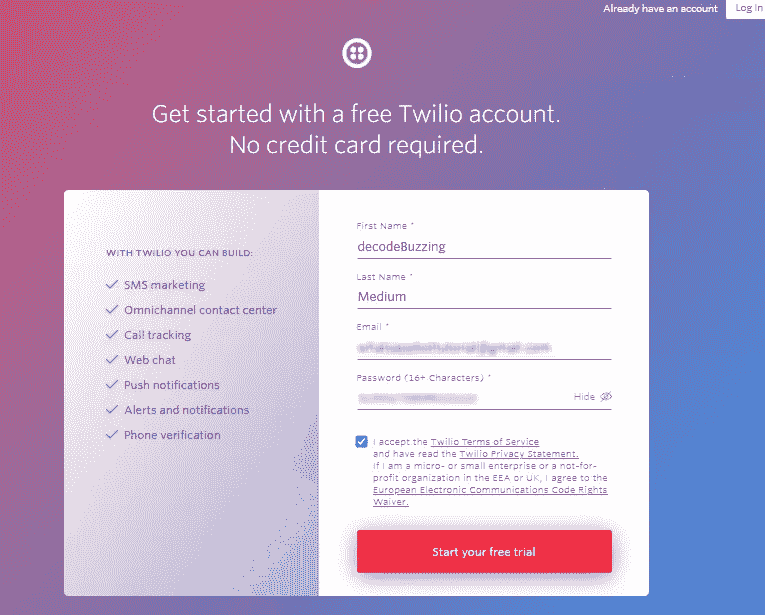 Already have an account
Log In
Get started with a free Twilio account.
No credit card required.
WITH TWILIO YOU CAN BUILD:
SMS marketing
Omnichannel contact center
Call tracking
Web chat
Push notifications
Alerts and notifications
Phone verification
First Name *
decodeBuzzing
Last Name *
Medium
Email *
Password (16+ Characters) *
Hide
I accept the Twilio Terms of Service
and have read the Twilio Privacy Statement.
If I am a micro- or small enterprise or a not-for-
profit organization in the EEA or UK, I agree to the
European Electronic Communications Code Rights
Waiver.
Start your free trial